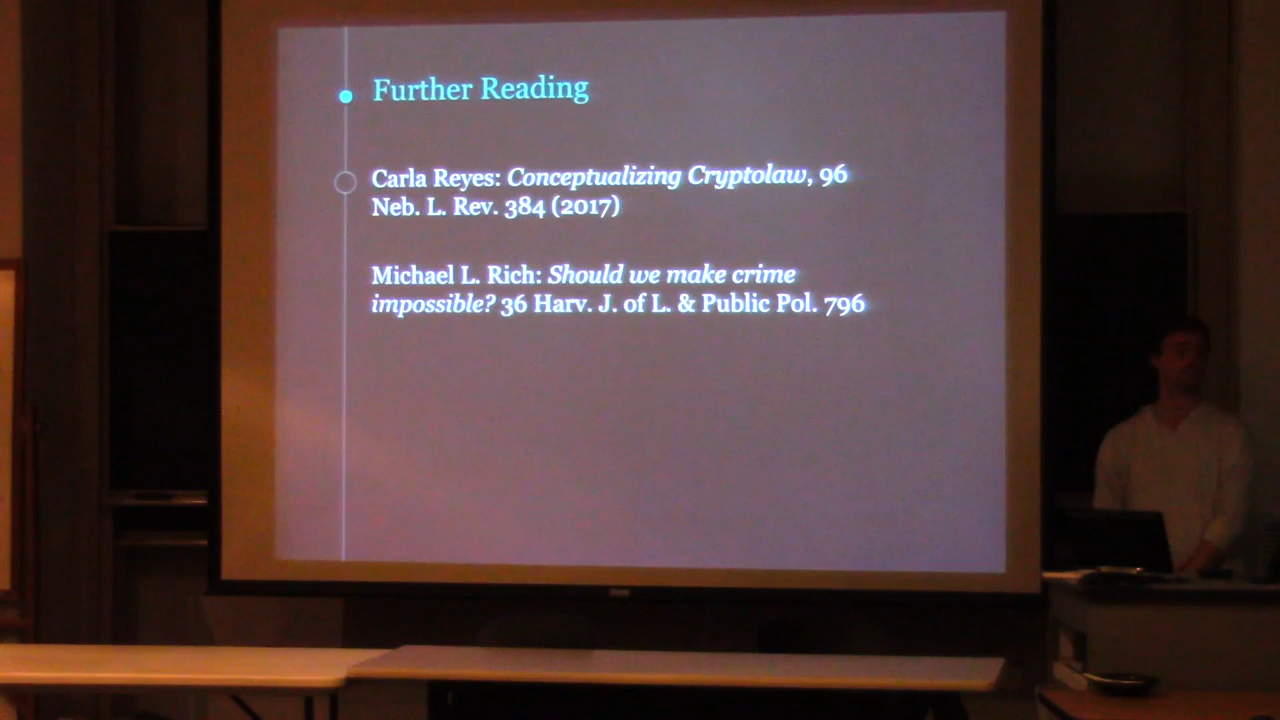 Further Reading
Carla Reyes: Conceptualizing Cryptolaw, 96
Neb. L. Rev. 384 (2017)
Michael L. Rich: Should we make crime
impossible? 36 Harv. J. of L. & Public Pol. 796